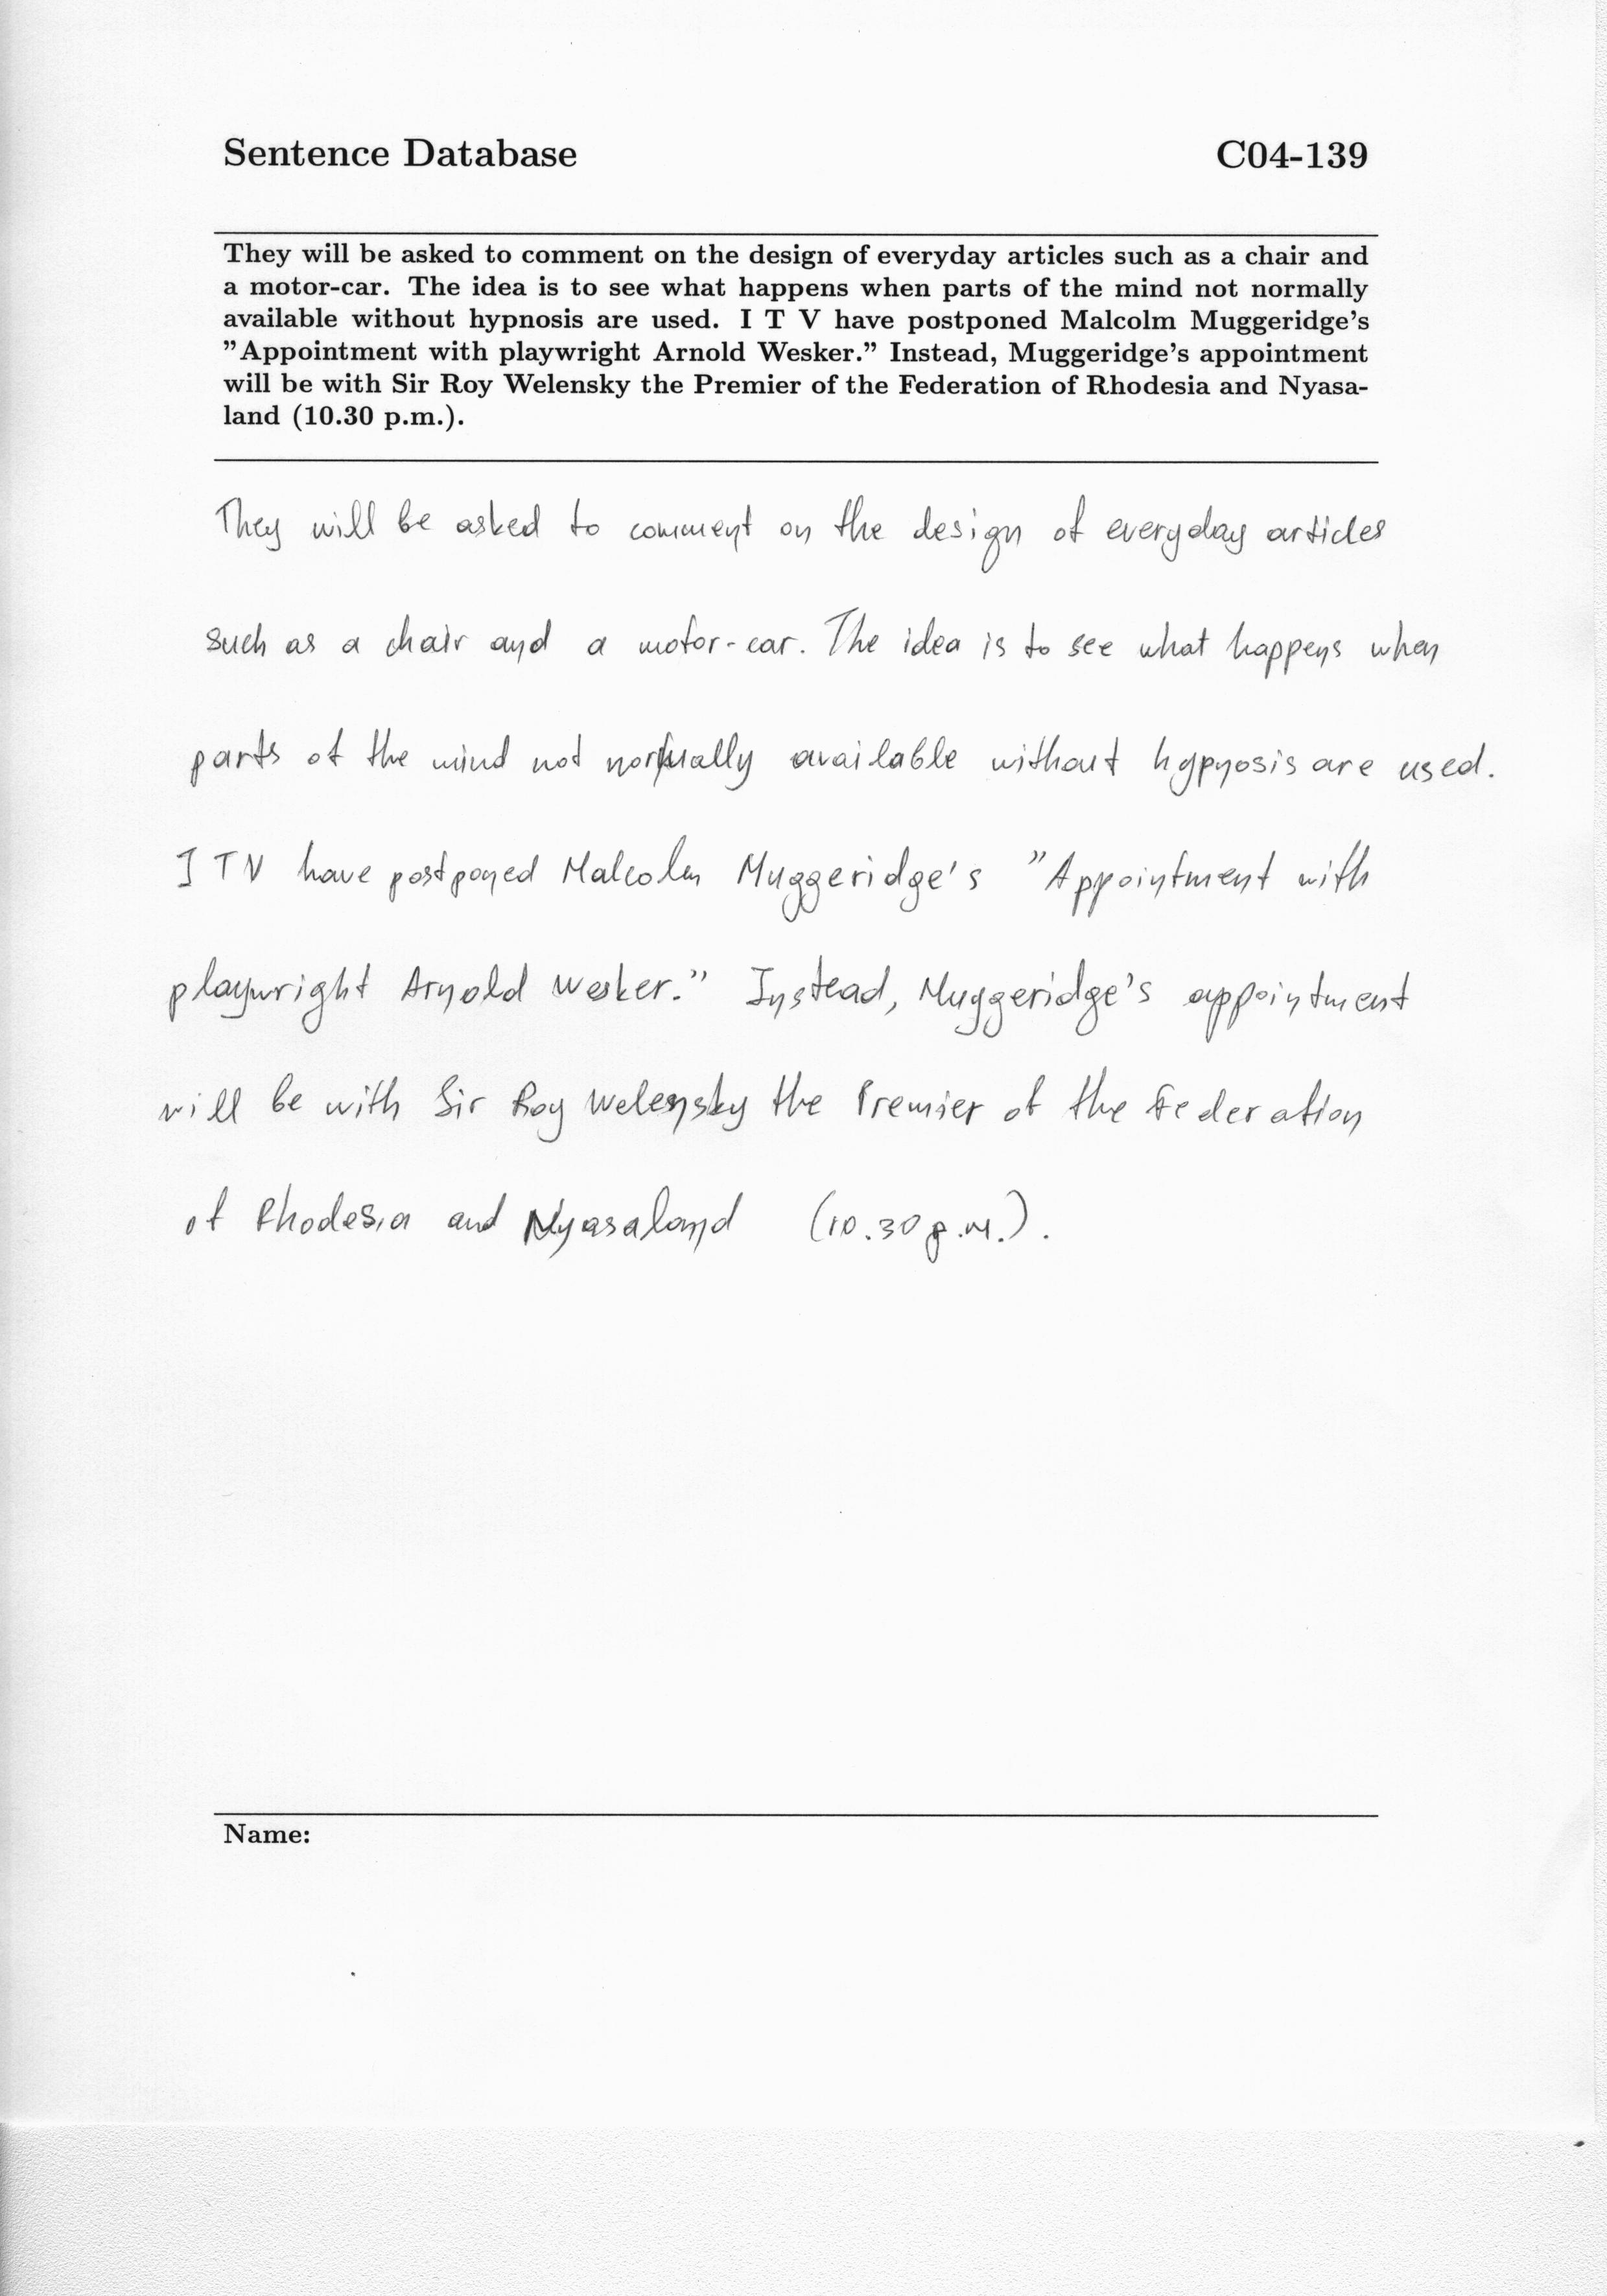 Sentence Database C04-139
They will be asked to comment on the design of everyday articles such as a chair and
a motor-car. The idea is to see what happens when parts of the mind not normally
available without hypnosis are used. I T V have postponed Malcolm Muggeridge's
"Appointment with playwright Arnold Wesker." Instead, Muggeridge's appointment
will be with Sir Roy Welensky the Premier of the Federation of Rhodesia and Nyasa-
land (10.30 p.m.).
They will be asked to comment on the design of everyday articles
such as a chair and a motor-car. The idea is to see what happens when
parts of the mind not normally available without hypnosis are used.
I T V have postponed Malcolm Muggeridge's "Appointment with
playwright Arnold Wesker." Instead, Muggeridge's appointment
will be with Sir Roy Welensky the Premier of the Federation
of Rhodesia and Nyasaland (10.30 p.m.).
Name: